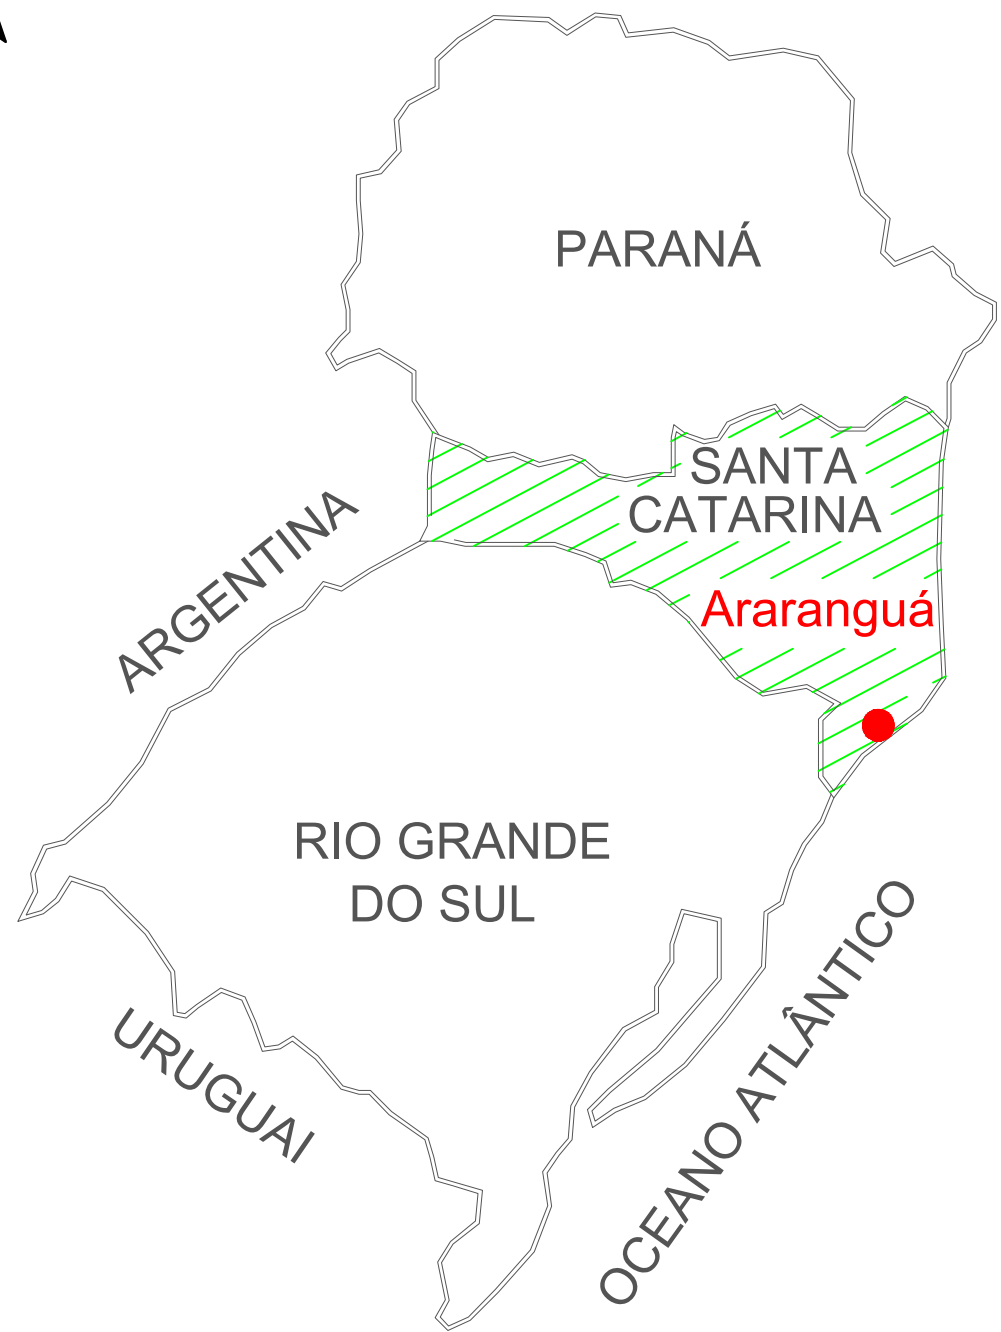 PARANÁ
SANTA
CATARINA
ARGENTINA
Araranguá
RIO GRANDE
DO SUL
OCEANO ATLÂNTICO
URUGUAI